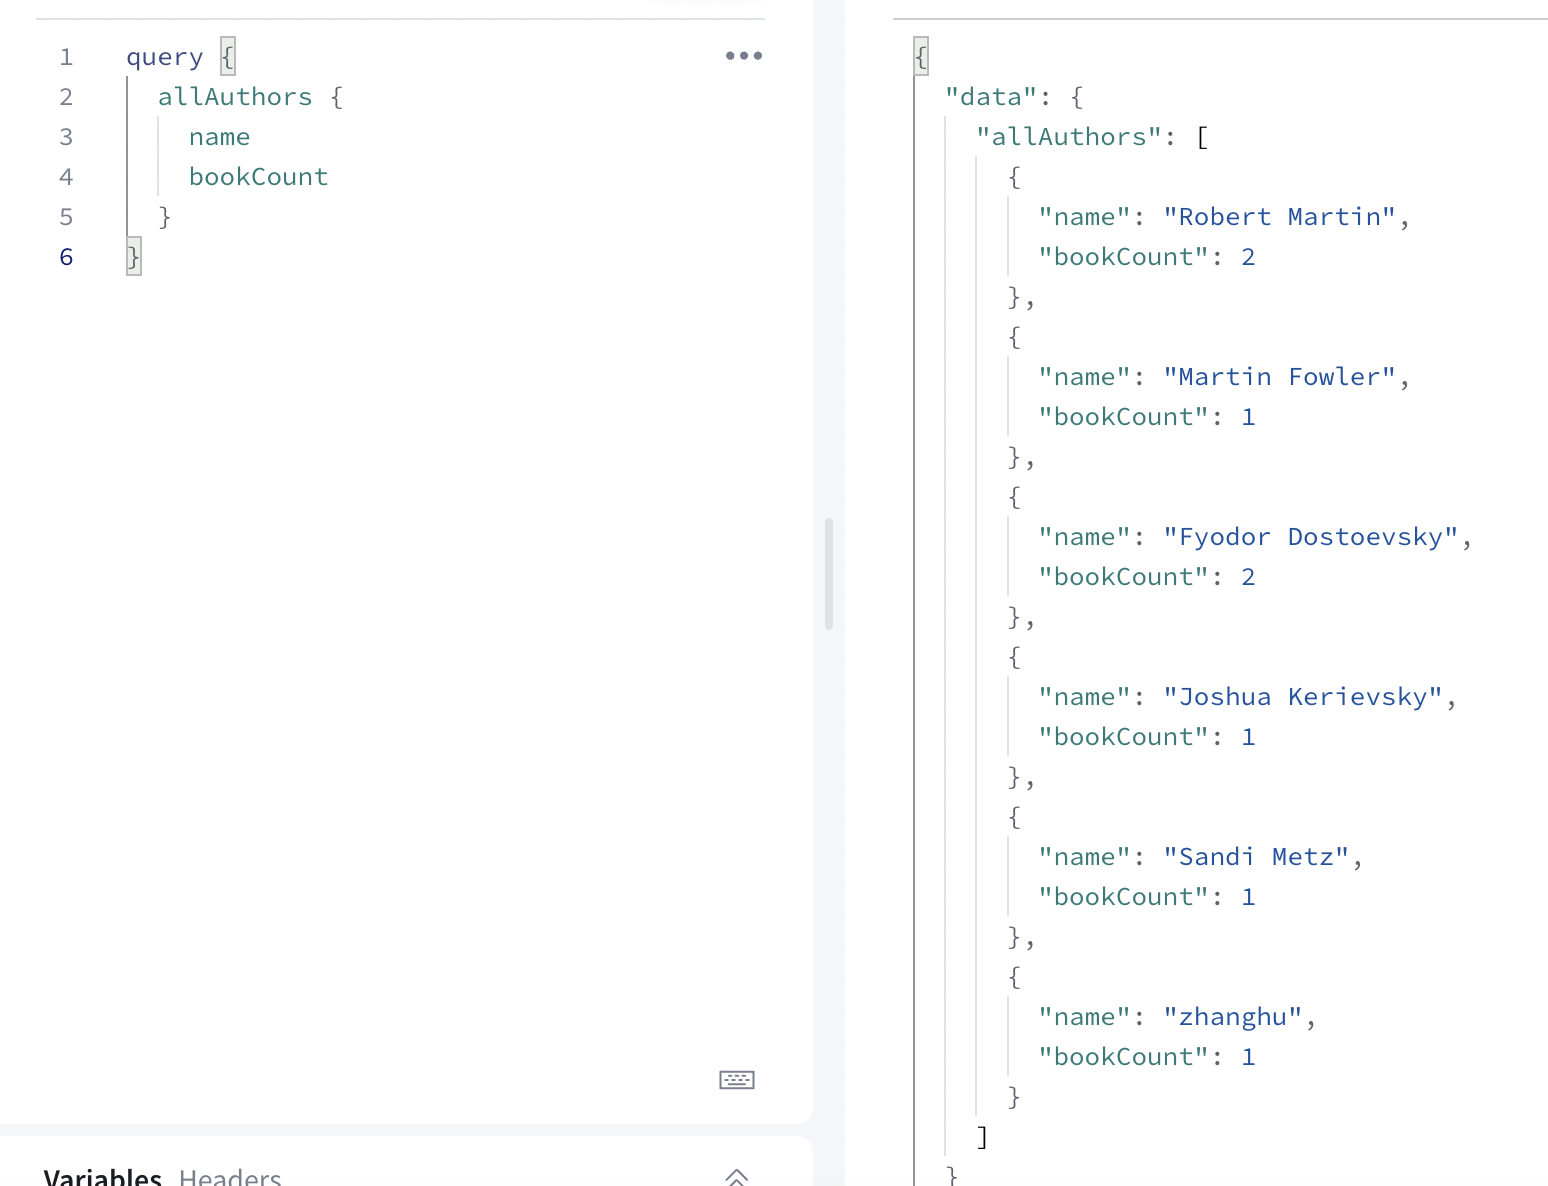 1 query {
2 allAuthors {
3 name
4 bookCount
5 }
6 }
Variables Headers
{
"data": {
"allAuthors": [
{
"name": "Robert Martin",
"bookCount": 2
},
{
"name": "Martin Fowler",
"bookCount": 1
},
{
"name": "Fyodor Dostoevsky",
"bookCount": 2
},
{
"name": "Joshua Kerievsky",
"bookCount": 1
},
{
"name": "Sandi Metz",
"bookCount": 1
},
{
"name": "zhanghu",
"bookCount": 1
}
]
}